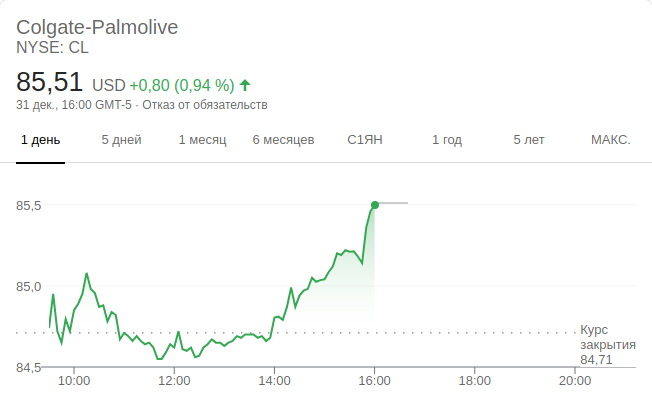 Colgate-Palmolive
NYSE: CL
85,51 USD +0,80 (0,94 %)
31 дек., 16:00 GMT-5 · Отказ от обязательств
1 день 5 дней 1 месяц 6 месяцев С1ЯН 1 год 5 лет МАКС.
85,5
85,0
Курс
закрытия
84,71
84,5
10:00 12:00 14:00 16:00 18:00 20:00